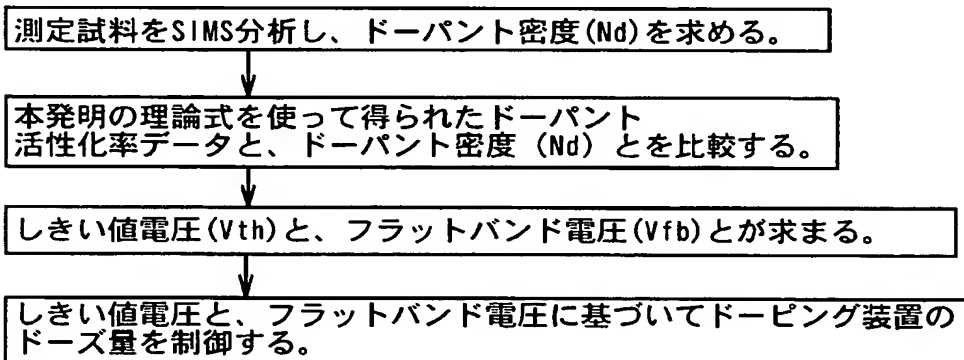 測定試料をSIMS分析し、ドーパント密度(Nd)を求める。
本発明の理論式を使って得られたドーパント
活性化率データと、ドーパント密度（Nd）とを比較する。
しきい値電圧(Vth)と、フラットバンド電圧(Vfb)とが求まる。
しきい値電圧と、フラットバンド電圧に基づいてドーピング装置の
ドーズ量を制御する。